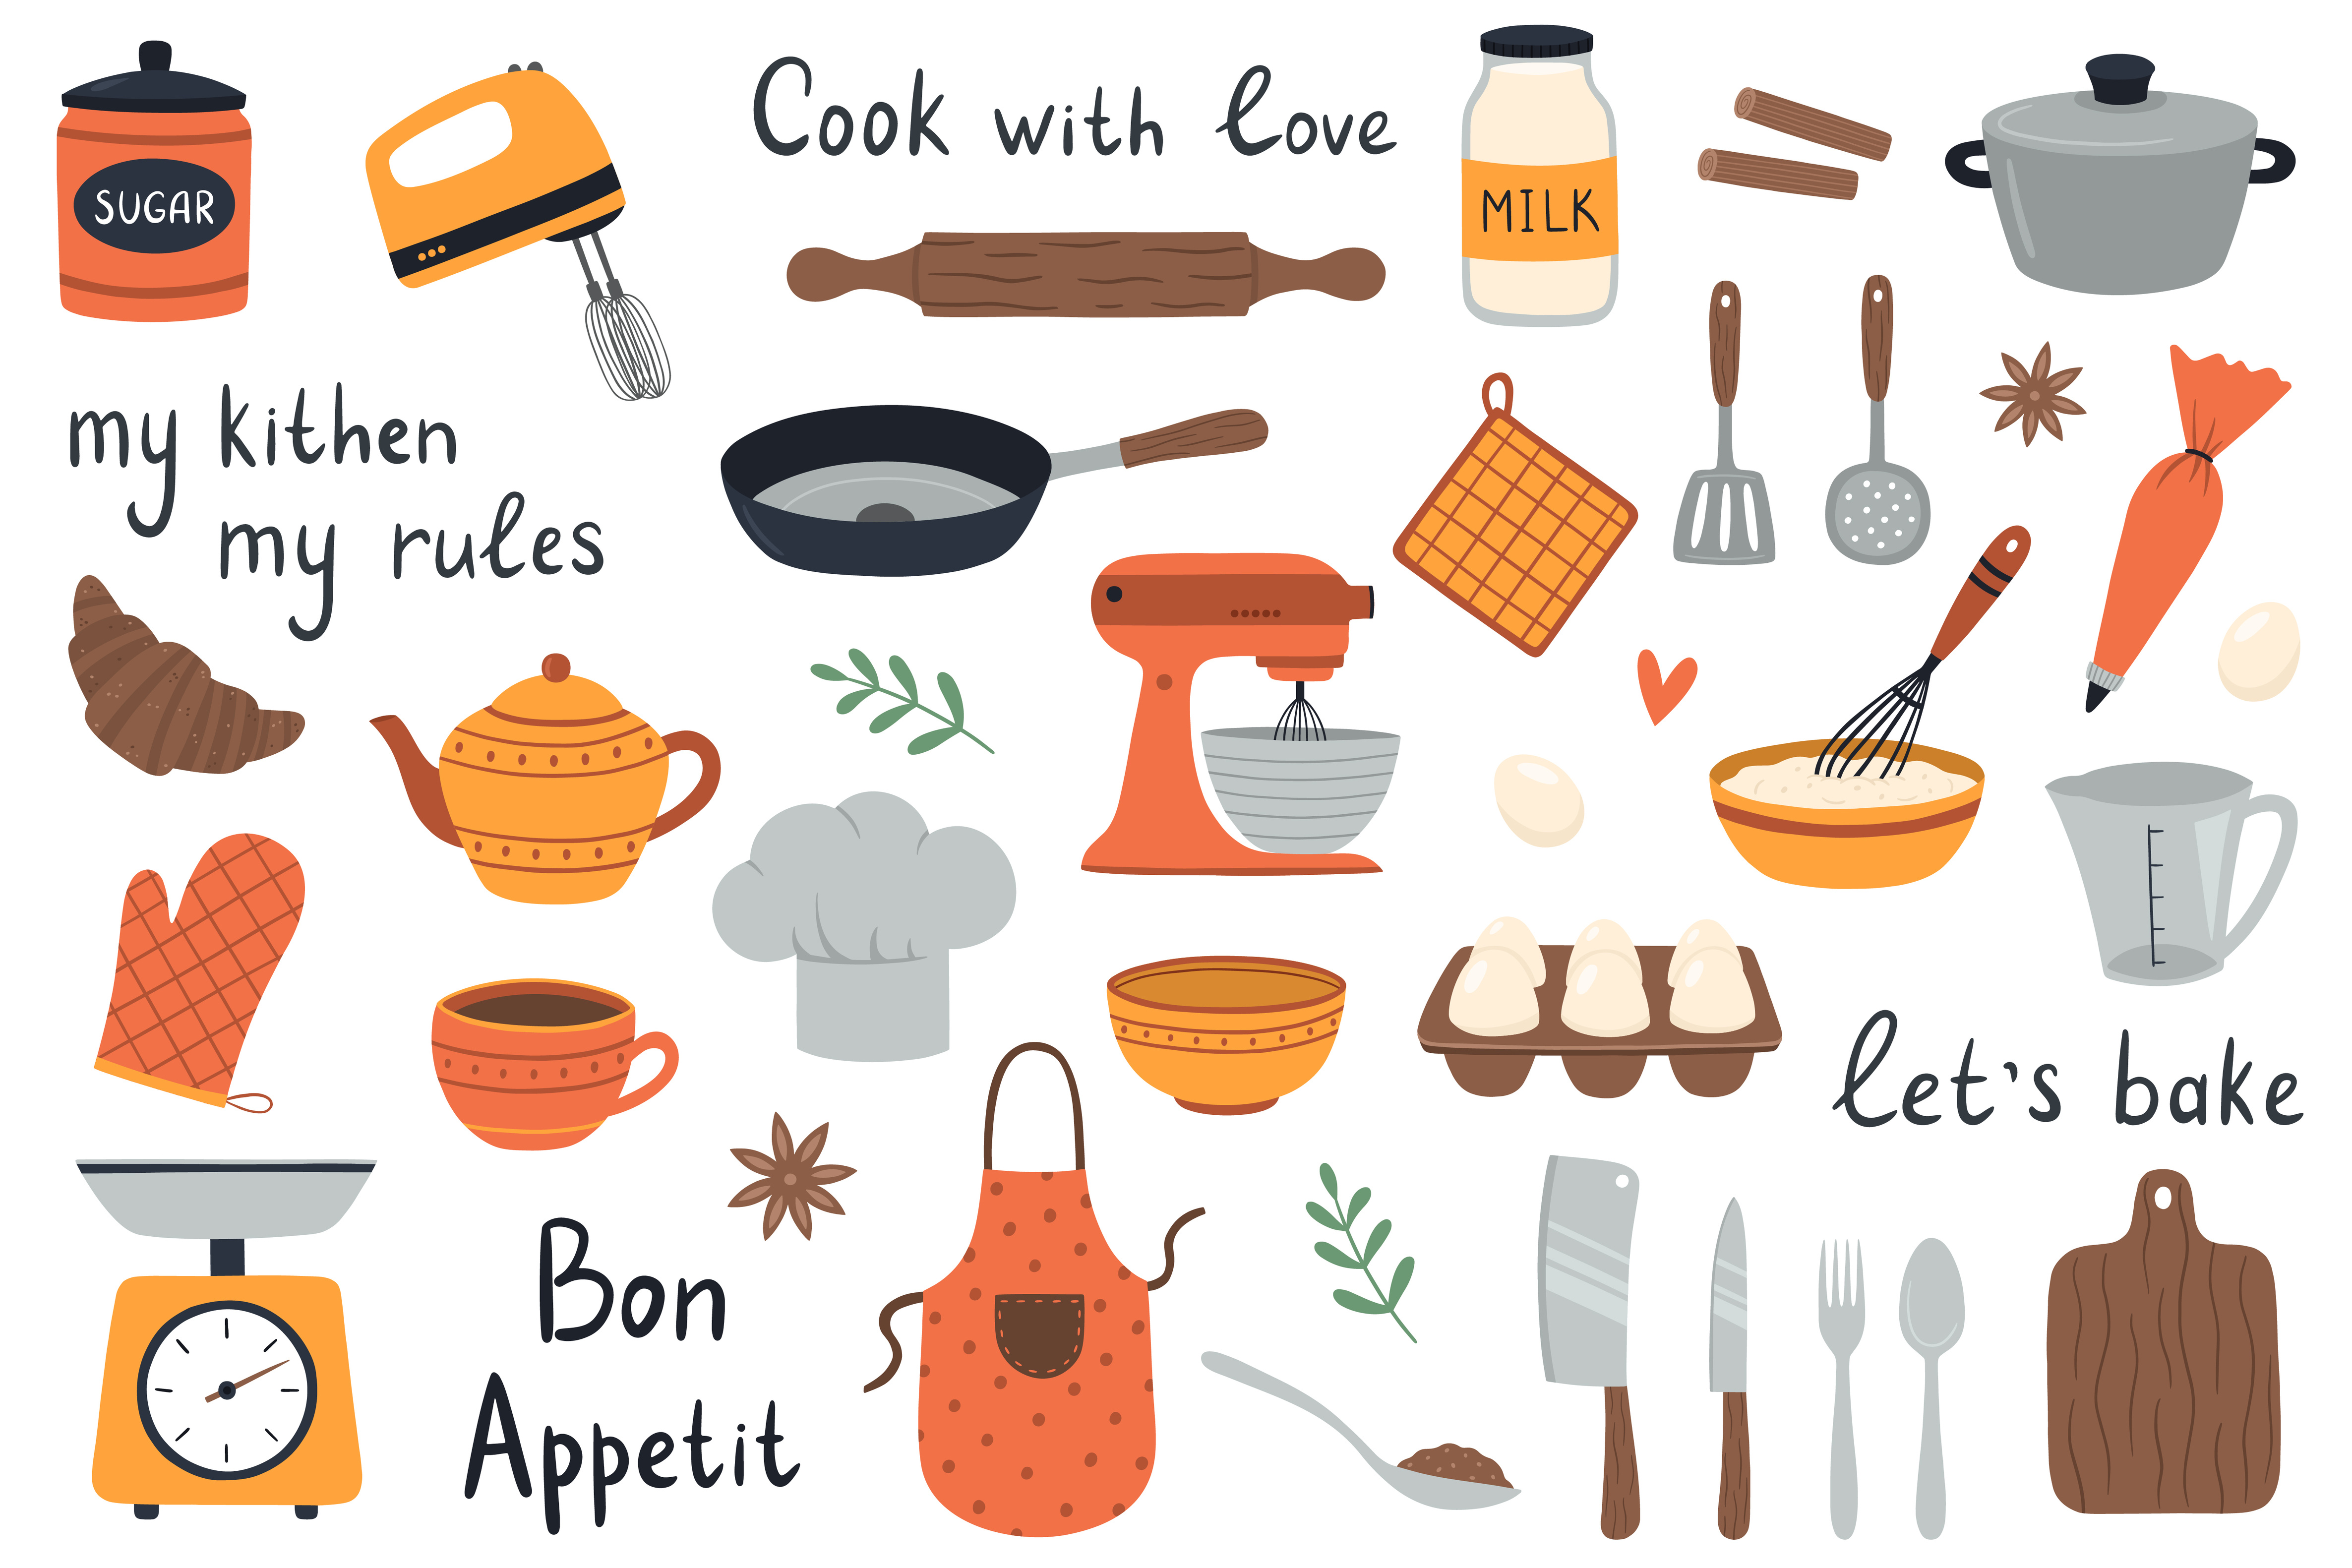 SUGAR
Cook with love
MILK
my kithen
my rules
let's bake
Bon
Appetit